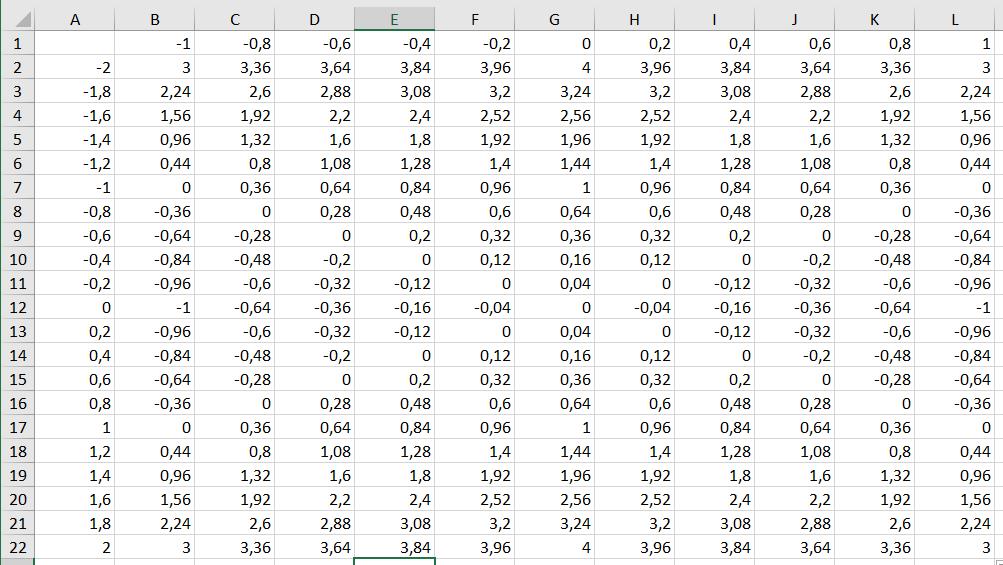 A B C D E F G H I J K L
1 -1 -0,8 -0,6 -0,4 -0,2 0 0,2 0,4 0,6 0,8 1
2 -2 3 3,36 3,64 3,84 3,96 4 3,96 3,84 3,64 3,36 3
3 -1,8 2,24 2,6 2,88 3,08 3,2 3,24 3,2 3,08 2,88 2,6 2,24
4 -1,6 1,56 1,92 2,2 2,4 2,52 2,56 2,52 2,4 2,2 1,92 1,56
5 -1,4 0,96 1,32 1,6 1,8 1,92 1,96 1,92 1,8 1,6 1,32 0,96
6 -1,2 0,44 0,8 1,08 1,28 1,4 1,44 1,4 1,28 1,08 0,8 0,44
7 -1 0 0,36 0,64 0,84 0,96 1 0,96 0,84 0,64 0,36 0
8 -0,8 -0,36 0 0,28 0,48 0,6 0,64 0,6 0,48 0,28 0 -0,36
9 -0,6 -0,64 -0,28 0 0,2 0,32 0,36 0,32 0,2 0 -0,28 -0,64
10 -0,4 -0,84 -0,48 -0,2 0 0,12 0,16 0,12 0 -0,2 -0,48 -0,84
11 -0,2 -0,96 -0,6 -0,32 -0,12 0 0,04 0 -0,12 -0,32 -0,6 -0,96
12 0 -1 -0,64 -0,36 -0,16 -0,04 0 -0,04 -0,16 -0,36 -0,64 -1
13 0,2 -0,96 -0,6 -0,32 -0,12 0 0,04 0 -0,12 -0,32 -0,6 -0,96
14 0,4 -0,84 -0,48 -0,2 0 0,12 0,16 0,12 0 -0,2 -0,48 -0,84
15 0,6 -0,64 -0,28 0 0,2 0,32 0,36 0,32 0,2 0 -0,28 -0,64
16 0,8 -0,36 0 0,28 0,48 0,6 0,64 0,6 0,48 0,28 0 -0,36
17 1 0 0,36 0,64 0,84 0,96 1 0,96 0,84 0,64 0,36 0
18 1,2 0,44 0,8 1,08 1,28 1,4 1,44 1,4 1,28 1,08 0,8 0,44
19 1,4 0,96 1,32 1,6 1,8 1,92 1,96 1,92 1,8 1,6 1,32 0,96
20 1,6 1,56 1,92 2,2 2,4 2,52 2,56 2,52 2,4 2,2 1,92 1,56
21 1,8 2,24 2,6 2,88 3,08 3,2 3,24 3,2 3,08 2,88 2,6 2,24
22 2 3 3,36 3,64 3,84 3,96 4 3,96 3,84 3,64 3,36 3